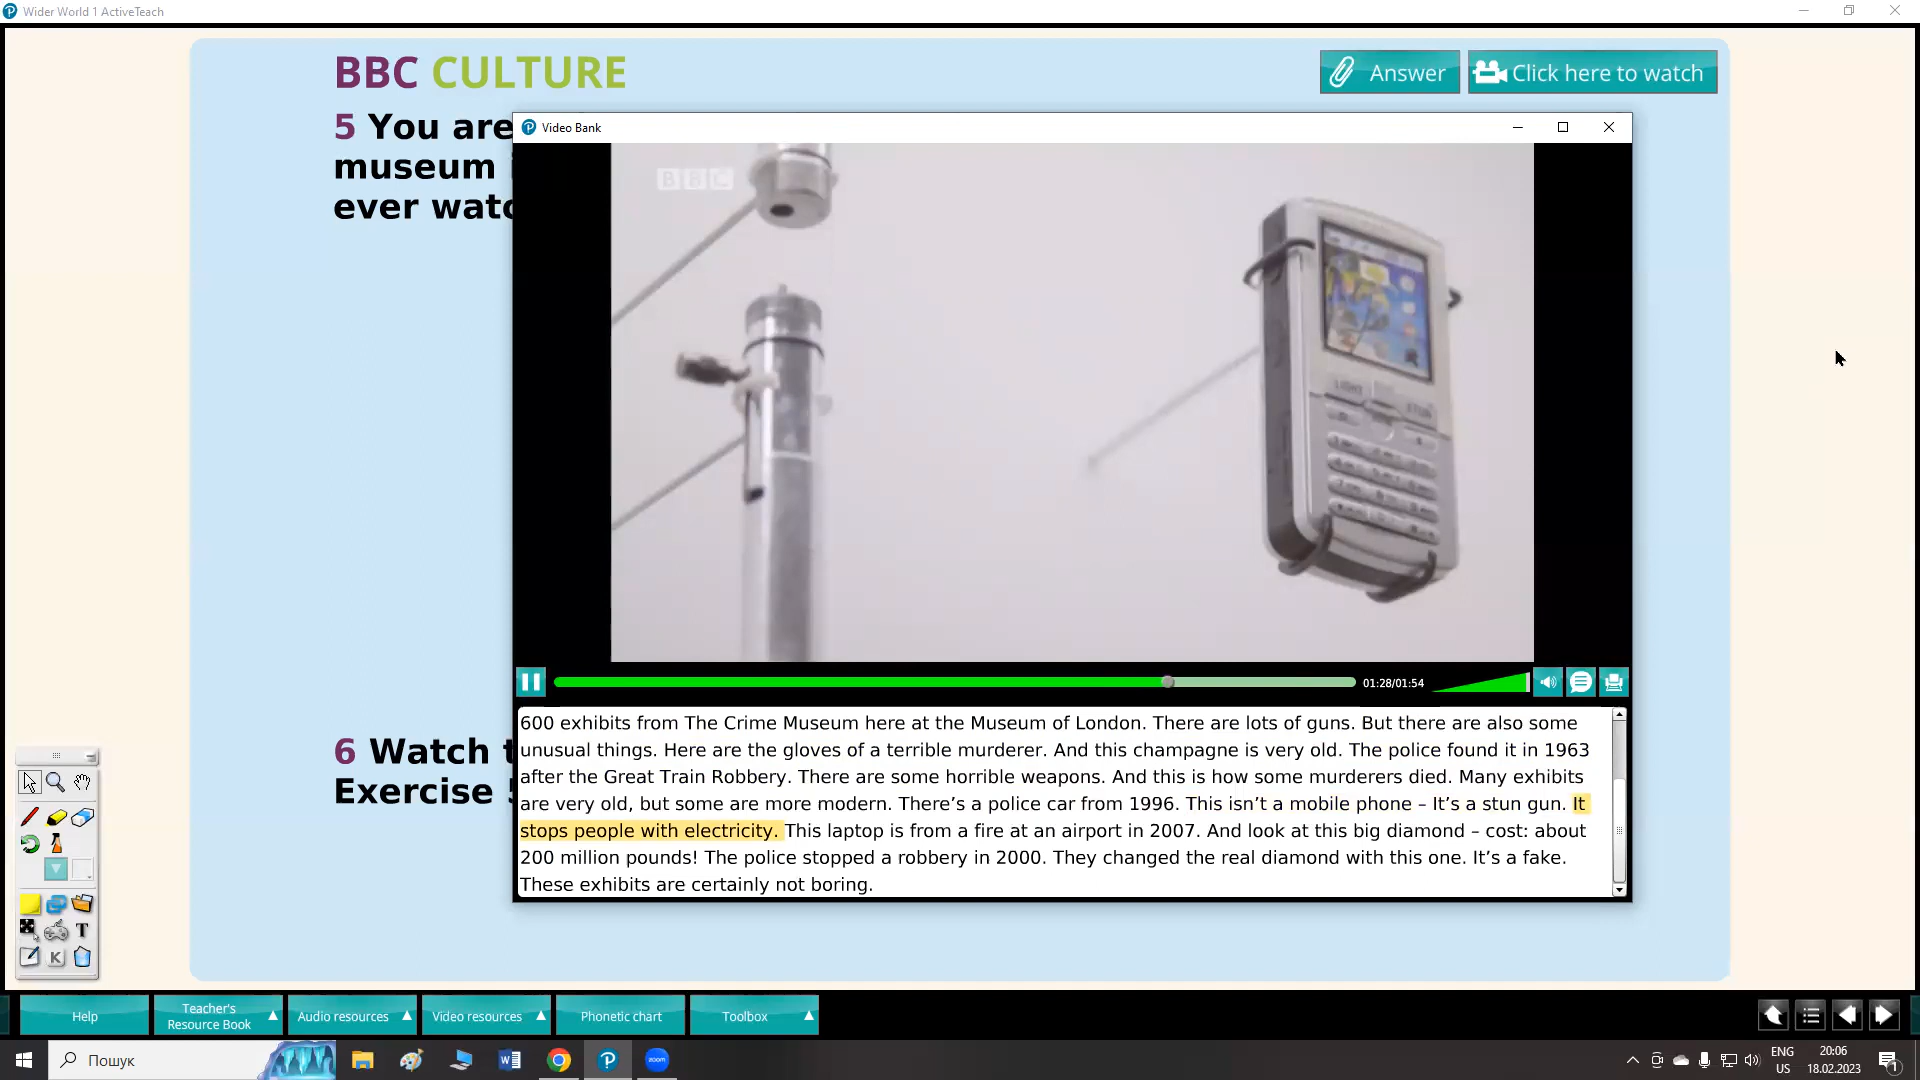 Wider World 1 ActiveTeach
BBC CULTURE
Answer
Click here to watch
5 You are
museum
ever watc
Video Bank
BBC
LIGHT
STUN
01:28/01:54
600 exhibits from The Crime Museum here at the Museum of London. There are lots of guns. But there are also some
unusual things. Here are the gloves of a terrible murderer. And this champagne is very old. The police found it in 1963
after the Great Train Robbery. There are some horrible weapons. And this is how some murderers died. Many exhibits
are very old, but some are more modern. There’s a police car from 1996. This isn’t a mobile phone – It’s a stun gun. It
stops people with electricity. This laptop is from a fire at an airport in 2007. And look at this big diamond – cost: about
200 million pounds! The police stopped a robbery in 2000. They changed the real diamond with this one. It’s a fake.
These exhibits are certainly not boring.
6 Watch t
Exercise 5
T
K
Help
Teacher's
Resource Book
Audio resources
Video resources
Phonetic chart
Toolbox
Пошук
zoom
ENG
US
20:06
18.02.2023
1